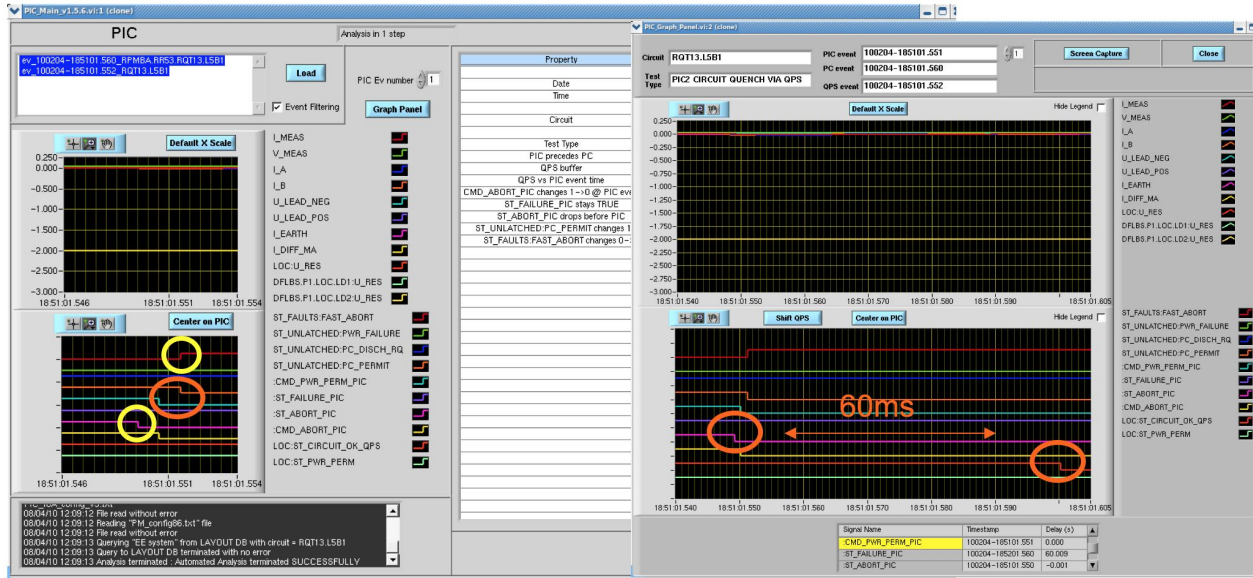 PIC_Main_v1.5.6.vi:1 (clone)
PIC
Analysis in 1 step
ev_100204-185101.560_RPMBA.RR53.RQT13.L5B1
ev_100204-185101.552_RQT13.L5B1
Load
Event Filtering
PIC Ev number
1
Graph Panel
Default X Scale
0.250
0.000
-0.500
-1.000
-1.500
-2.000
-2.500
-3.000
18:51:01.546
18:51:01.551
18:51:01.554
I_MEAS
V_MEAS
I_A
I_B
U_LEAD_NEG
U_LEAD_POS
I_EARTH
I_DIFF_MA
LOC:U_RES
DFLBS.P1.LOC.LD1:U_RES
DFLBS.P1.LOC.LD2:U_RES
Center on PIC
18:51:01.546
18:51:01.551
18:51:01.554
ST_FAULTS:FAST_ABORT
ST_UNLATCHED:PWR_FAILURE
ST_UNLATCHED:PC_DISCH_RQ
ST_UNLATCHED:PC_PERMIT
:CMD_PWR_PERM_PIC
:ST_FAILURE_PIC
:ST_ABORT_PIC
:CMD_ABORT_PIC
LOC:ST_CIRCUIT_OK_QPS
LOC:ST_PWR_PERM
08/04/10 12:09:12 File read without error
08/04/10 12:09:12 Reading "PM_config86.txt" file
08/04/10 12:09:12 File read without error
08/04/10 12:09:13 Querying "EE system" from LAYOUT DB with circuit = RQT13.L5B1
08/04/10 12:09:13 Query to LAYOUT DB terminated with no error
08/04/10 12:09:13 Analysis terminated : Automated Analysis terminated SUCCESSFULLY
Property
Date
Time
Circuit
Test Type
PIC precedes PC
QPS buffer
QPS vs PIC event time
CMD_ABORT_PIC changes 1->0 @ PIC eve
ST_FAILURE_PIC stays TRUE
ST_ABORT_PIC drops before PIC
ST_UNLATCHED:PC_PERMIT changes 1
ST_FAULTS:FAST_ABORT changes 0-
PIC_Graph_Panel.vi:2 (clone)
Circuit
RQT13.L5B1
Test Type
PIC2 CIRCUIT QUENCH VIA QPS
PIC event
100204-185101.551
1
PC event
100204-185101.560
QPS event
100204-185101.552
Screen Capture
Close
Default X Scale
Hide Legend
0.250
0.000
-0.250
-0.500
-0.750
-1.000
-1.250
-1.500
-1.750
-2.000
-2.250
-2.500
-2.750
-3.000
18:51:01.540
18:51:01.550
18:51:01.560
18:51:01.570
18:51:01.580
18:51:01.590
18:51:01.605
I_MEAS
V_MEAS
I_A
I_B
U_LEAD_NEG
U_LEAD_POS
I_EARTH
I_DIFF_MA
LOC:U_RES
DFLBS.P1.LOC.LD1:U_RES
DFLBS.P1.LOC.LD2:U_RES
Shift QPS
Center on PIC
Hide Legend
60ms
18:51:01.540
18:51:01.550
18:51:01.560
18:51:01.570
18:51:01.580
18:51:01.590
18:51:01.605
ST_FAULTS:FAST_ABORT
ST_UNLATCHED:PWR_FAILURE
ST_UNLATCHED:PC_DISCH_RQ
ST_UNLATCHED:PC_PERMIT
:CMD_PWR_PERM_PIC
:ST_FAILURE_PIC
:ST_ABORT_PIC
:CMD_ABORT_PIC
LOC:ST_CIRCUIT_OK_QPS
LOC:ST_PWR_PERM
Signal Name Timestamp Delay (s)
:CMD_PWR_PERM_PIC 100204-185101.551 0.000
:ST_FAILURE_PIC 100204-185201.560 60.009
:ST_ABORT_PIC 100204-185101.550 -0.001